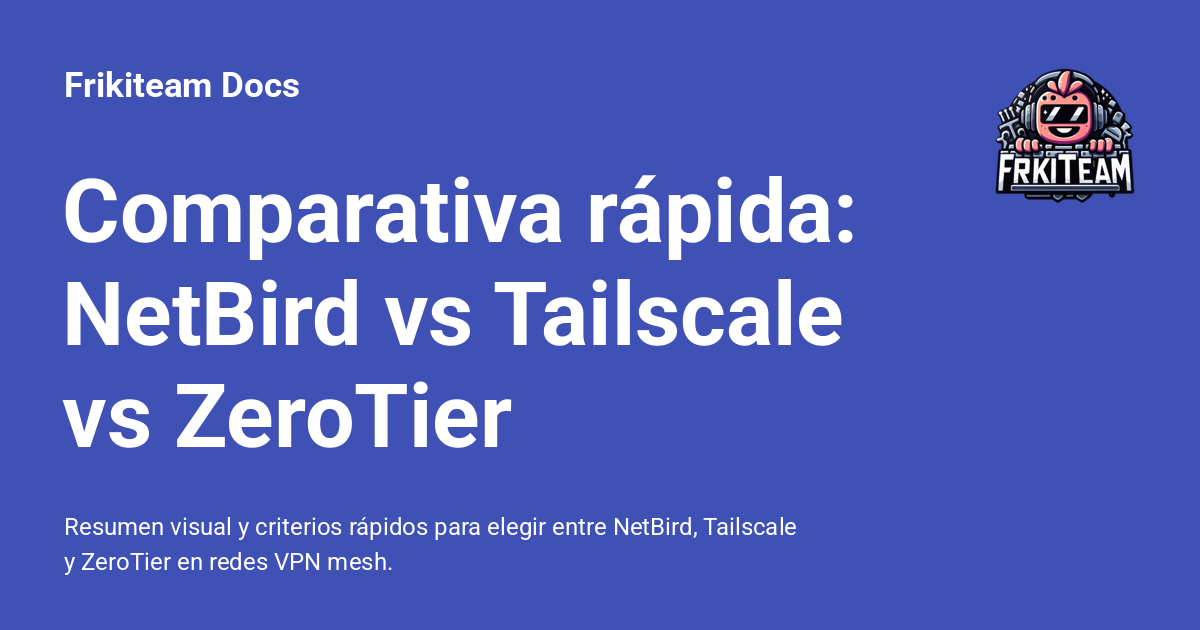 Frikiteam Docs
FRKITEAM
Comparativa rápida:
NetBird vs Tailscale
vs ZeroTier
Resumen visual y criterios rápidos para elegir entre NetBird, Tailscale
y ZeroTier en redes VPN mesh.